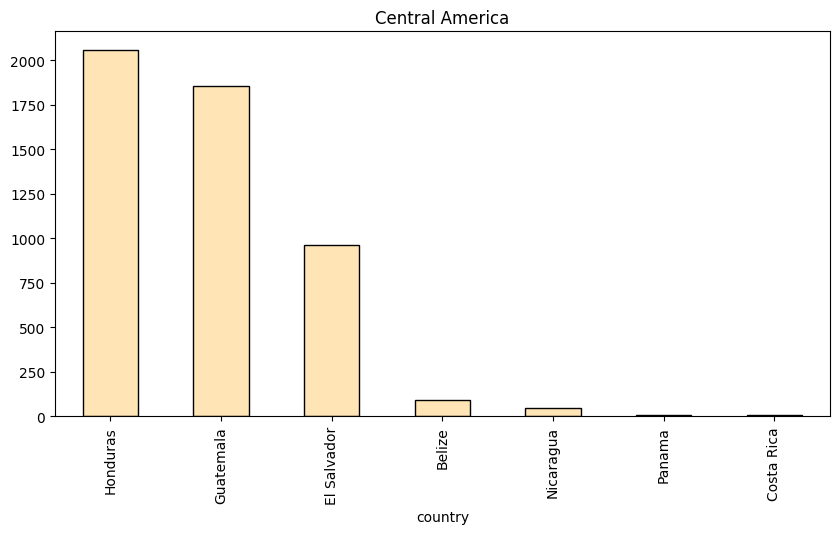 Central America
2000
1750
1500
1250
1000
750
500
250
0
Honduras
Guatemala
El Salvador
Belize
Nicaragua
Panama
Costa Rica
country